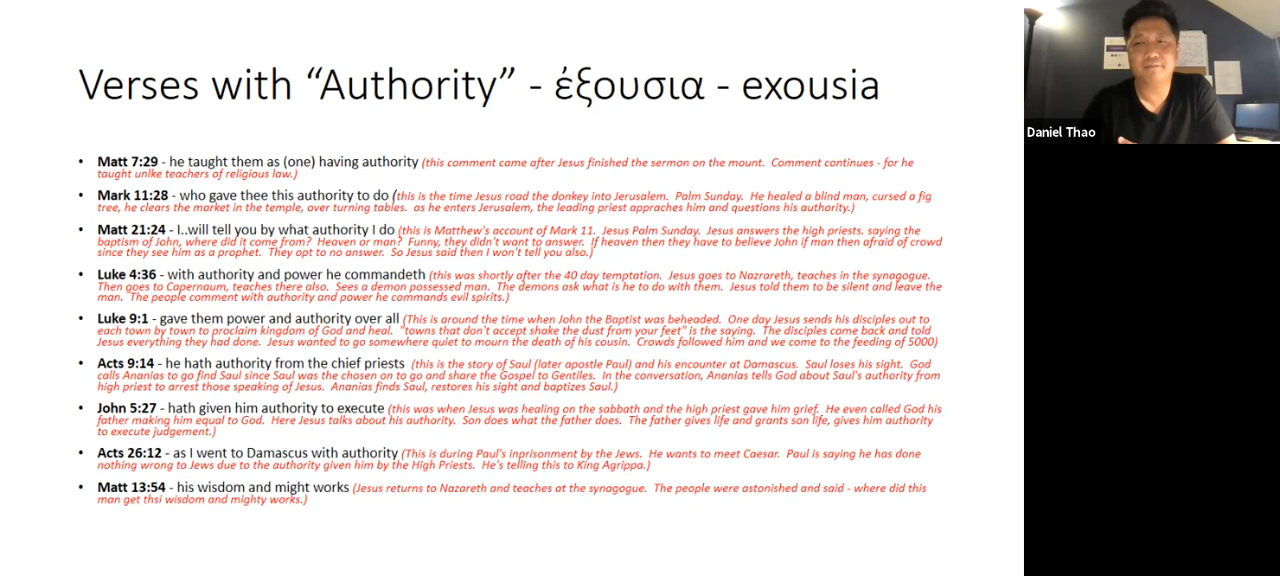 Verses with “Authority” - ἐξουσια - exousia
• Matt 7:29 - he taught them as (one) having authority (this comment came after Jesus finished the sermon on the mount. Comment continues - for he
taught unlke teachers of religious law.)
• Mark 11:28 - who gave thee this authority to do (this is the time Jesus road the donkey into Jerusalem. Palm Sunday. He healed a blind man, cursed a fig
tree, he clears the market in the temple, over turning tables. as he enters Jerusalem, the leading priest appraches him and questions his authority.)
• Matt 21:24 - I..will tell you by what authority I do (this is Matthew's account of Mark 11. Jesus Palm Sunday. Jesus answers the high priests. saying the
baptism of John, where did it come from? Heaven or man? Funny, they didn't want to answer. If heaven then they have to believe John if man then afraid of crowd
since they see him as a prophet. They opt to no answer. So Jesus said then I won't tell you also.)
• Luke 4:36 - with authority and power he commandeth (this was shortly after the 40 day temptation. Jesus goes to Nazrareth, teaches in the synagogue.
Then goes to Capernaum, teaches there also. Sees a demon possessed man. The demons ask what is he to do with them. Jesus told them to be silent and leave the
man. The people comment with authority and power he commands evil spirits.)
• Luke 9:1 - gave them power and authority over all (This is around the time when John the Baptist was beheaded. One day Jesus sends his disciples out to
each town by town to proclaim kingdom of God and heal. "towns that don't accept shake the dust from your feet" is the saying. The disciples come back and told
Jesus everything they had done. Jesus wanted to go somewhere quiet to mourn the death of his cousin. Crowds followed him and we come to the feeding of 5000)
• Acts 9:14 - he hath authority from the chief priests (this is the story of Saul (later apostle Paul) and his encounter at Damascus. Saul loses his sight. God
calls Ananias to go find Saul since Saul was the chosen on to go and share the Gospel to Gentiles. In the conversation, Ananias tells God about Saul's authority from
high priest to arrest those speaking of Jesus. Ananias finds Saul, restores his sight and baptizes Saul.)
• John 5:27 - hath given him authority to execute (this was when Jesus was healing on the sabbath and the high priest gave him grief. He even called God his
father making him equal to God. Here Jesus talks about his authority. Son does what the father does. The father gives life and grants son life, gives him authority
to execute judgement.)
• Acts 26:12 - as I went to Damascus with authority (This is during Paul's inprisonment by the Jews. He wants to meet Caesar. Paul is saying he has done
nothing wrong to Jews due to the authority given him by the High Priests. He's telling this to King Agrippa.)
• Matt 13:54 - his wisdom and might works (Jesus returns to Nazareth and teaches at the synagogue. The people were astonished and said - where did this
man get thsi wisdom and mighty works.)
Daniel Thao